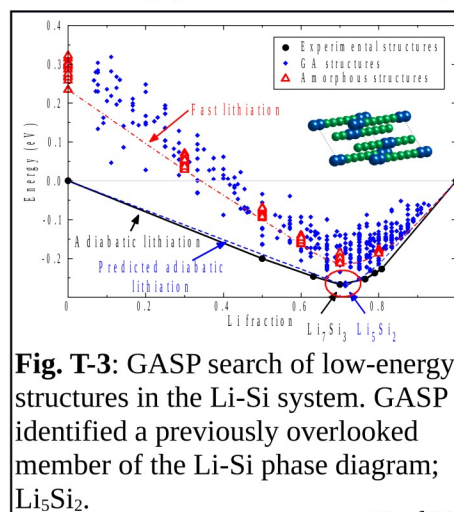 0.4
Experimental structures
GA structures
Amorphous structures
0.3
0.2
Fast lithiation
Energy (eV)
0.1
0.0
-0.1
Adiabatic lithiation
-0.2
Predicted adiabatic
lithiation
0.0 0.2 0.4 0.6 0.8
Li fraction
Li₇Si₃ Li₅Si₂
Fig. T-3: GASP search of low-energy
structures in the Li-Si system. GASP
identified a previously overlooked
member of the Li-Si phase diagram;
Li₅Si₂.